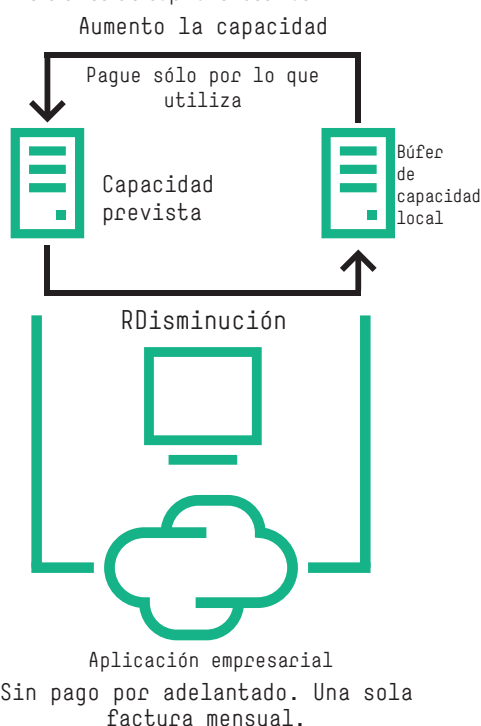 Aumento la capacidad
Pague sólo por lo que
utiliza
Búfer
de
capacidad
local
Capacidad
prevista
RDisminución
Aplicación empresarial
Sin pago por adelantado. Una sola
factura mensual.